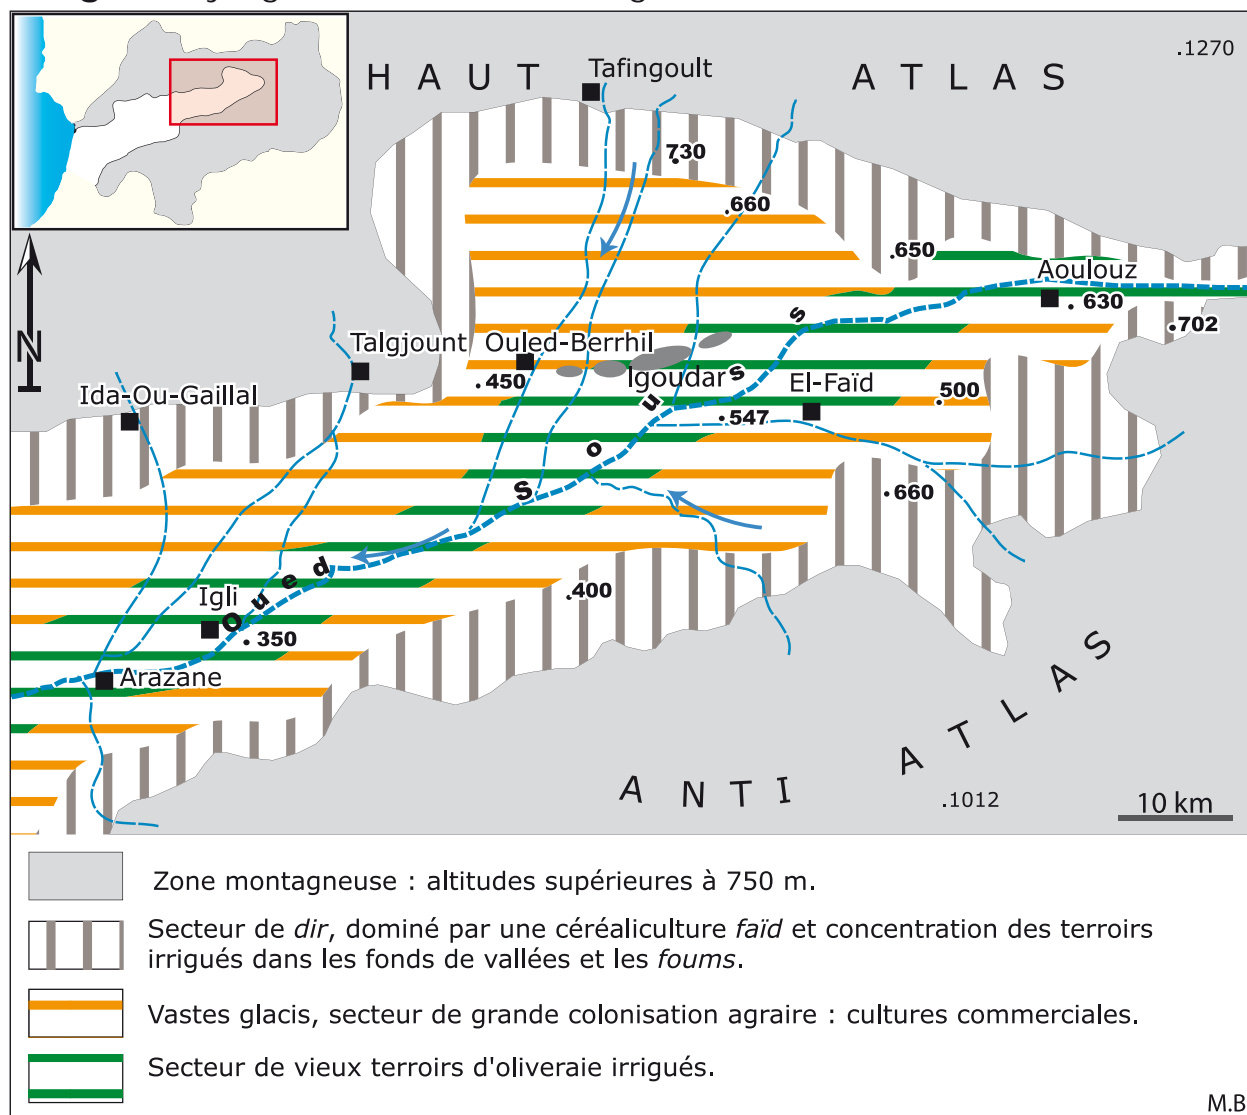 .1270
HAUT ATLAS
Tafingoult
.730
.660
.650
Aoulouz
.630
.702
Talgjount
Ouled-Berrhil
Igoudar
.450
El-Faïd
.500
Ida-Ou-Gaillal
.547
N
.660
Oued Souss
.400
Igli
.350
Arazane
ANTI ATLAS
.1012
10 km
Zone montagneuse : altitudes supérieures à 750 m.
Secteur de dir, dominé par une céréaliculture faïd et concentration des terroirs
irrigués dans les fonds de vallées et les foums.
Vastes glacis, secteur de grande colonisation agraire : cultures commerciales.
Secteur de vieux terroirs d'oliveraie irrigués.
M.B